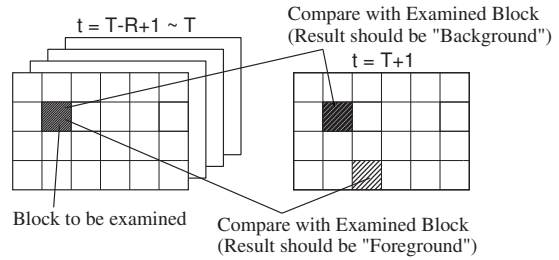 Compare with Examined Block
(Result should be "Background")
t = T-R+1 ~ T
t = T+1
Block to be examined
Compare with Examined Block
(Result should be "Foreground")